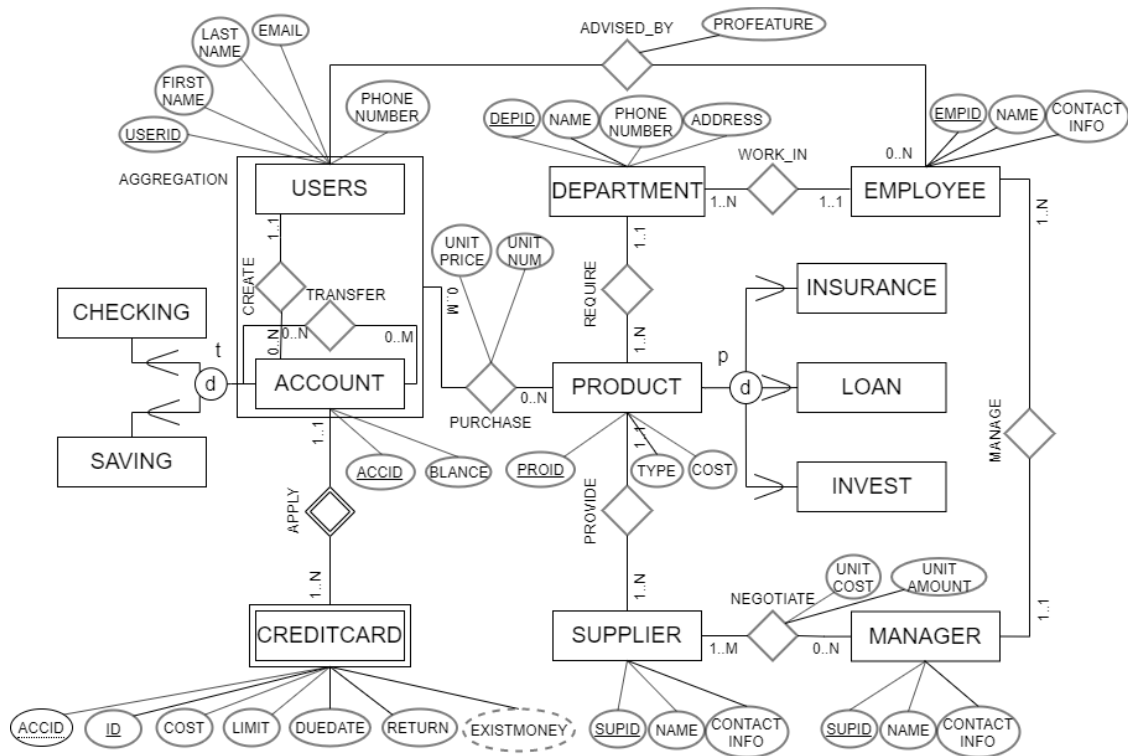 LAST
NAME
EMAIL
ADVISED_BY
PROFEATURE
FIRST
NAME
PHONE
NUMBER
USERID
DEPID
NAME
PHONE
NUMBER
ADDRESS
EMPID
NAME
CONTACT
INFO
AGGREGATION
USERS
DEPARTMENT
WORK_IN
EMPLOYEE
0..N
1..N
1..1
1..1
1..1
1..N
CREATE
TRANSFER
0..N
0..M
0..N
UNIT
PRICE
UNIT
NUM
0..M
REQUIRE
1..N
INSURANCE
CHECKING
t
d
ACCOUNT
PURCHASE
0..N
PRODUCT
p
d
LOAN
MANAGE
SAVING
1..1
ACCID
BLANCE
PROID
1..1
TYPE
COST
INVEST
APPLY
PROVIDE
1..N
1..N
NEGOTIATE
UNIT
COST
UNIT
AMOUNT
1..1
CREDITCARD
SUPPLIER
1..M
0..N
MANAGER
ACCID
ID
COST
LIMIT
DUEDATE
RETURN
EXISTMONEY
SUPID
NAME
CONTACT
INFO
SUPID
NAME
CONTACT
INFO